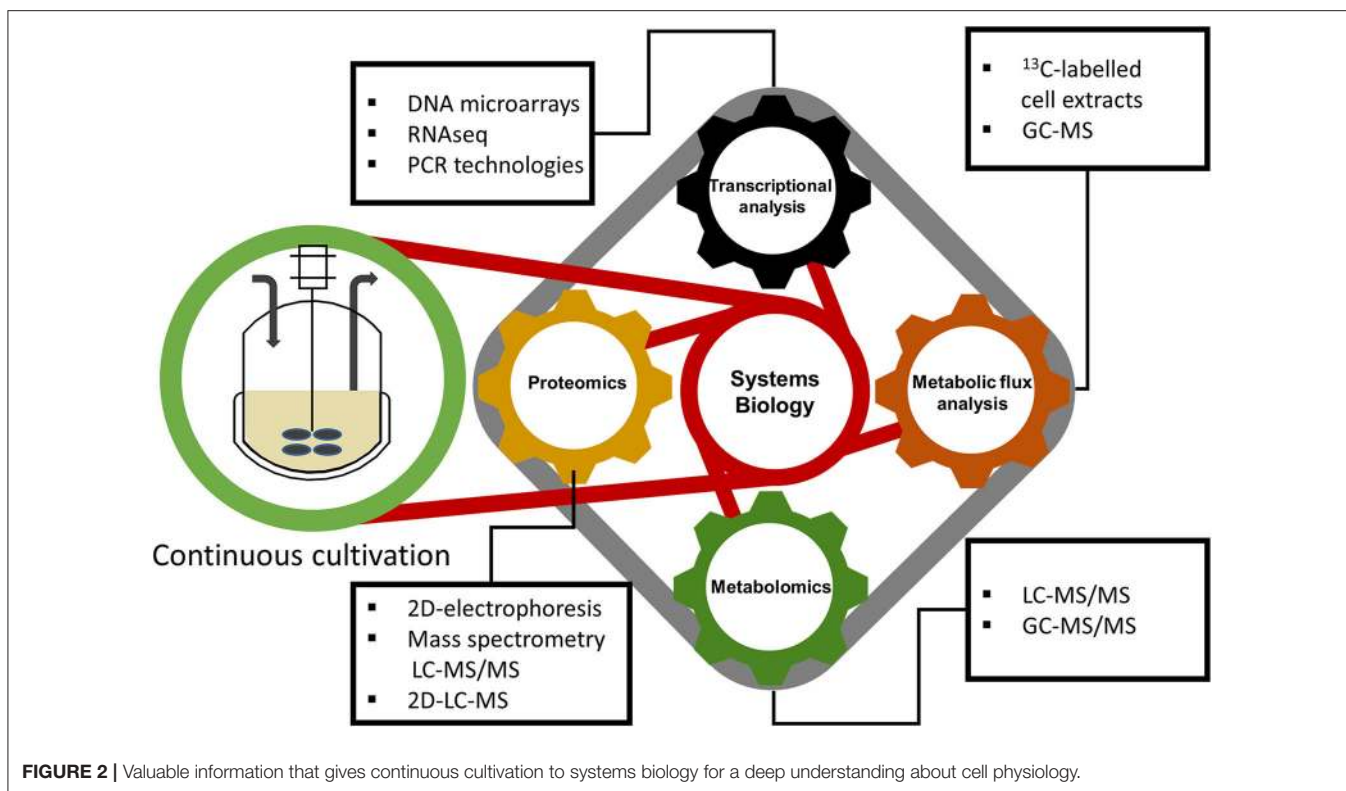 ▪ DNA microarrays
▪ RNAseq
▪ PCR technologies
▪ ¹³C-labelled
cell extracts
▪ GC-MS
Transcriptional
analysis
Proteomics
Systems
Biology
Metabolic flux
analysis
Metabolomics
Continuous cultivation
▪ 2D-electrophoresis
▪ Mass spectrometry
LC-MS/MS
▪ 2D-LC-MS
▪ LC-MS/MS
▪ GC-MS/MS
FIGURE 2 | Valuable information that gives continuous cultivation to systems biology for a deep understanding about cell physiology.